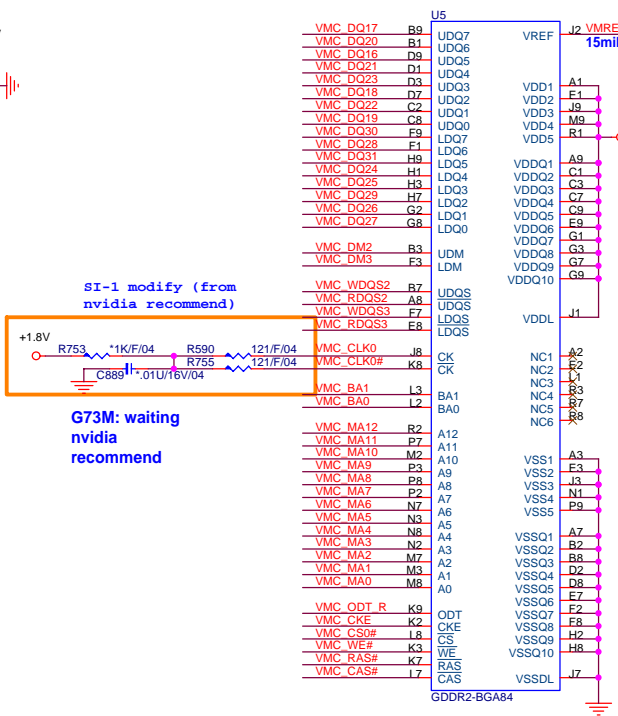 U5
VMC_DQ17 B9 UDQ7
VMC_DQ20 B1 UDQ6
VMC_DQ16 D9 UDQ5
VMC_DQ21 D1 UDQ4
VMC_DQ23 D3 UDQ3
VMC_DQ18 D7 UDQ2
VMC_DQ22 C2 UDQ1
VMC_DQ19 C8 UDQ0
VMC_DQ30 F9 LDQ7
VMC_DQ28 F1 LDQ6
VMC_DQ31 H9 LDQ5
VMC_DQ24 H1 LDQ4
VMC_DQ25 H3 LDQ3
VMC_DQ29 H7 LDQ2
VMC_DQ26 G2 LDQ1
VMC_DQ27 G8 LDQ0
VMC_DM2 B3 UDM
VMC_DM3 F3 LDM
VMC_WDQS2 B7 UDQS
VMC_RDQS2 A8 UDQS
VMC_WDQS3 F7 LDQS
VMC_RDQS3 E8 LDQS
VMC_CLK0 J8 CK
VMC_CLK0# K8 CK
VMC_BA1 L3 BA1
VMC_BA0 L2 BA0
VMC_MA12 R2 A12
VMC_MA11 P7 A11
VMC_MA10 M2 A10
VMC_MA9 P3 A9
VMC_MA8 P8 A8
VMC_MA7 P2 A7
VMC_MA6 N7 A6
VMC_MA5 N3 A5
VMC_MA4 N8 A4
VMC_MA3 N2 A3
VMC_MA2 M7 A2
VMC_MA1 M3 A1
VMC_MA0 M8 A0
VMC_ODT_R K9 ODT
VMC_CKE K2 CKE
VMC_CS0# L8 CS
VMC_WE# K3 WE
VMC_RAS# K7 RAS
VMC_CAS# L7 CAS
VREF J2
15mil
VDD1 A1
VDD2 E1
VDD3 J9
VDD4 M9
VDD5 R1
VDDQ1 A9
VDDQ2 C1
VDDQ3 C3
VDDQ4 C7
VDDQ5 C9
VDDQ6 E9
VDDQ7 G1
VDDQ8 G3
VDDQ9 G7
VDDQ10 G9
VDDL J1
NC1 A2
NC2 E2
NC3 L1
NC4 R3
NC5 R7
NC6 R8
VSS1 A3
VSS2 E3
VSS3 J3
VSS4 N1
VSS5 P9
VSSQ1 A7
VSSQ2 B2
VSSQ3 B8
VSSQ4 D2
VSSQ5 D8
VSSQ6 E7
VSSQ7 F2
VSSQ8 F8
VSSQ9 H2
VSSQ10 H8
VSSDL J7
GDDR2-BGA84
SI-1 modify (from
nvidia recommend)
+1.8V
R753 *1K/F/04 R590 121/F/04
R755 121/F/04
C889 *.01U/16V/04
G73M: waiting
nvidia
recommend